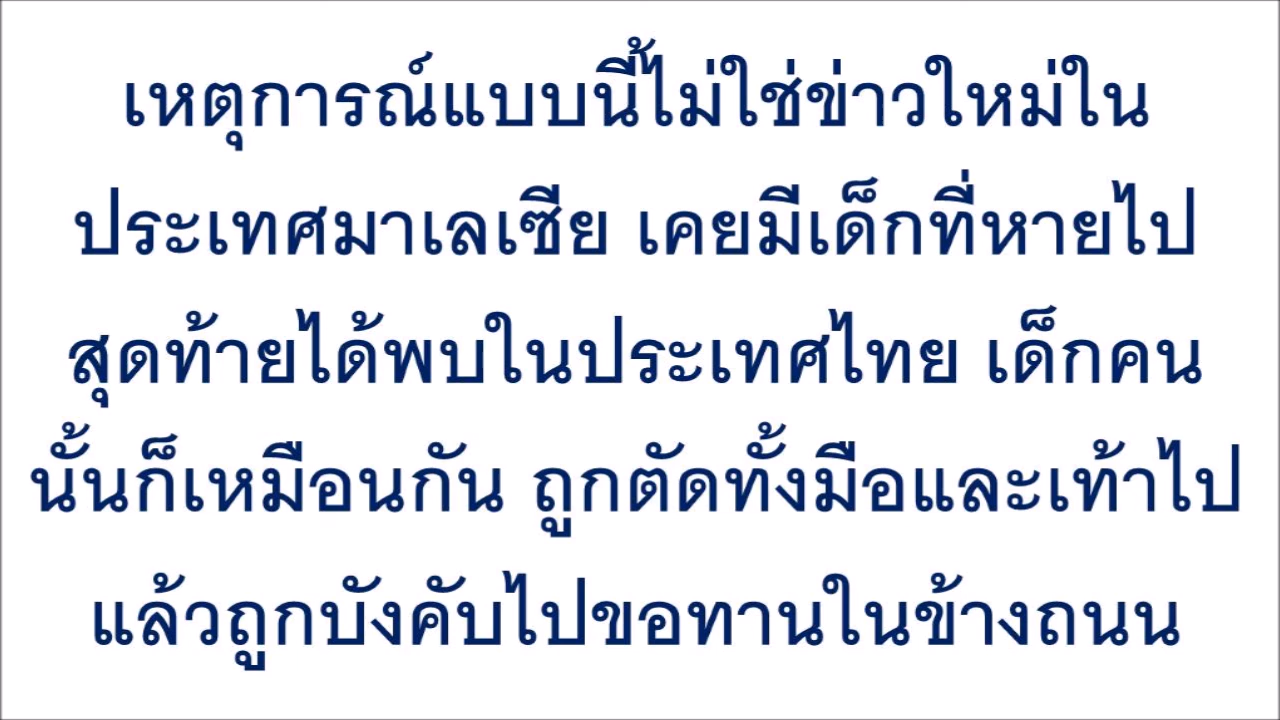 เหตุการณ์แบบนี้ไม่ใช่ข่าวใหม่ใน
ประเทศมาเลเซีย เคยมีเด็กที่หายไป
สุดท้ายได้พบในประเทศไทย เด็กคน
นั้นก็เหมือนกัน ถูกตัดทั้งมือและเท้าไป
แล้วถูกบังคับไปขอทานในข้างถนน